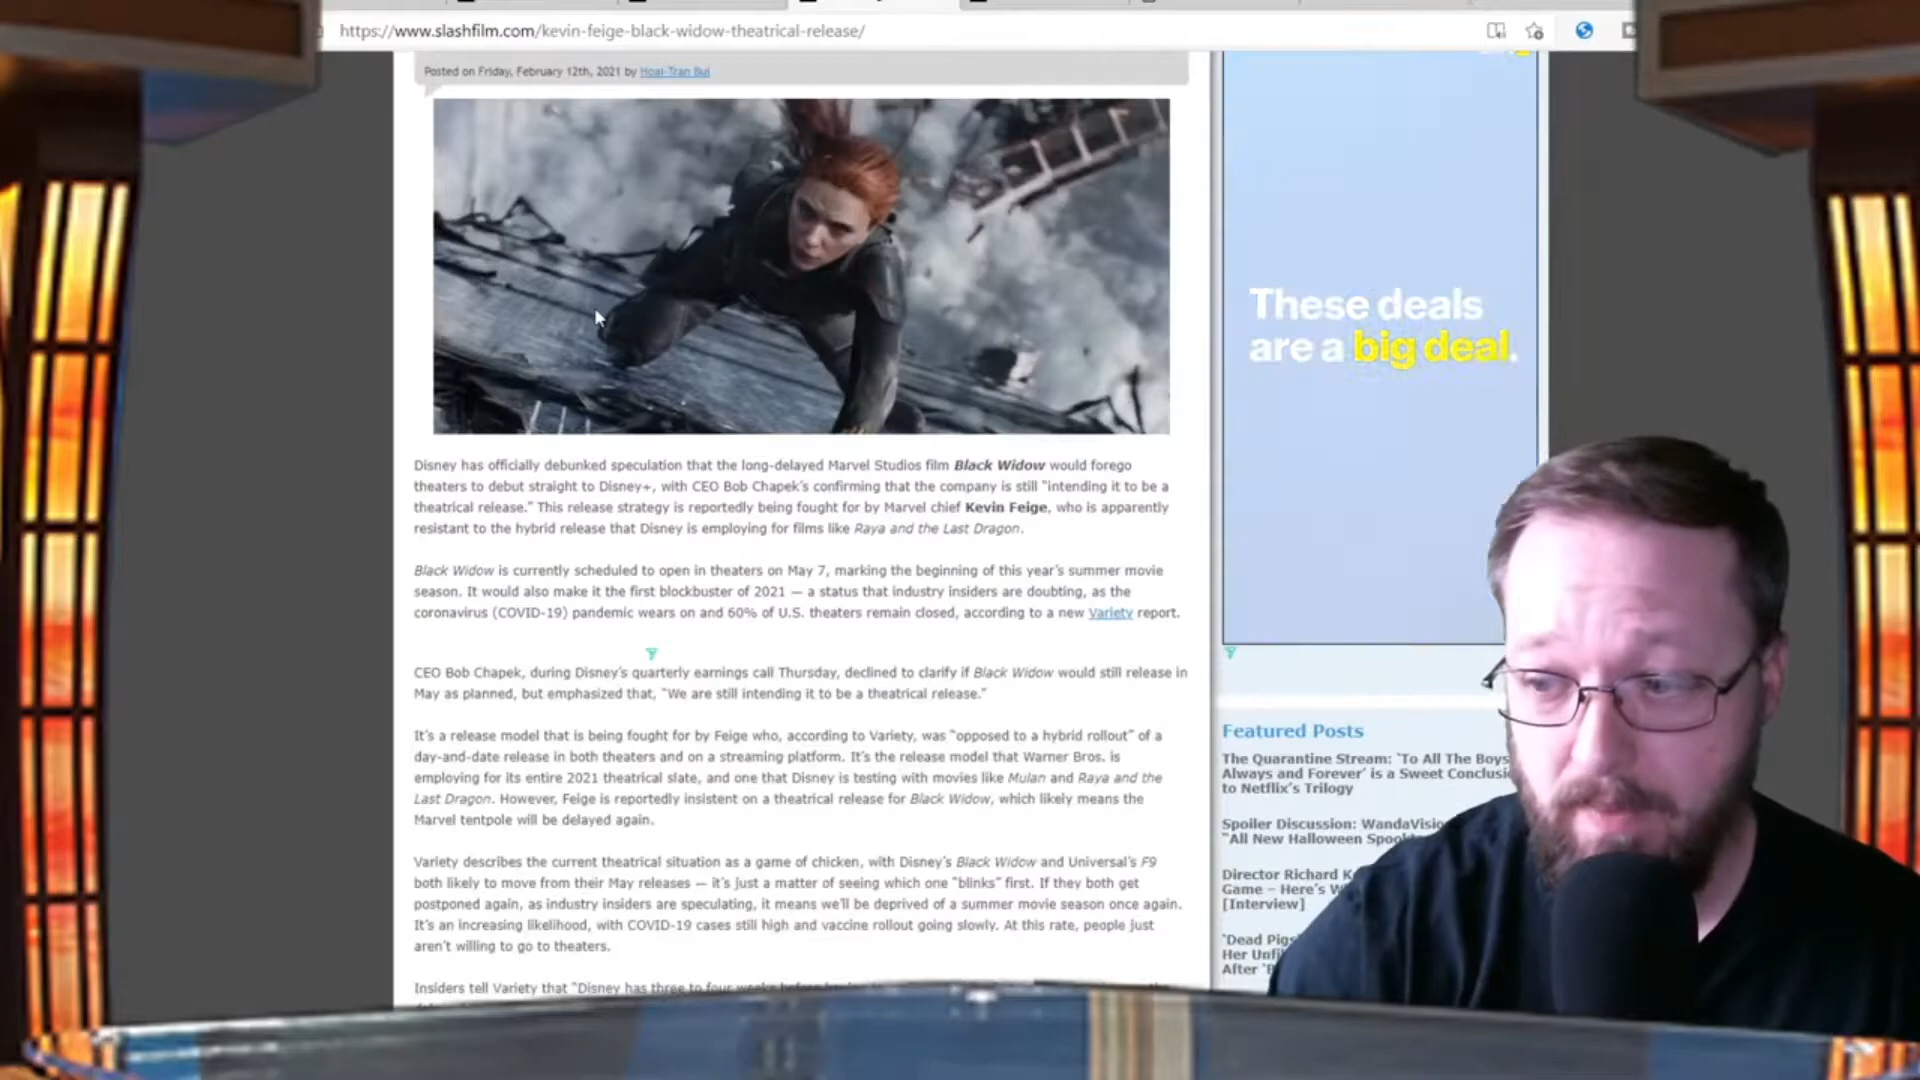 https://www.slashfilm.com/kevin-feige-black-widow-theatrical-release/
Posted on Friday, February 12th, 2021 by Hoai-Tran Bui
Disney has officially debunked speculation that the long-delayed Marvel Studios film Black Widow would forego
theaters to debut straight to Disney+, with CEO Bob Chapek's confirming that the company is still "intending it to be a
theatrical release." This release strategy is reportedly being fought for by Marvel chief Kevin Feige, who is apparently
resistant to the hybrid release that Disney is employing for films like Raya and the Last Dragon.
Black Widow is currently scheduled to open in theaters on May 7, marking the beginning of this year's summer movie
season. It would also make it the first blockbuster of 2021 — a status that industry insiders are doubting, as the
coronavirus (COVID-19) pandemic wears on and 60% of U.S. theaters remain closed, according to a new Variety report.
CEO Bob Chapek, during Disney's quarterly earnings call Thursday, declined to clarify if Black Widow would still release in
May as planned, but emphasized that, "We are still intending it to be a theatrical release."
It's a release model that is being fought for by Feige who, according to Variety, was "opposed to a hybrid rollout" of a
day-and-date release in both theaters and on a streaming platform. It's the release model that Warner Bros. is
employing for its entire 2021 theatrical slate, and one that Disney is testing with movies like Mulan and Raya and the
Last Dragon. However, Feige is reportedly insistent on a theatrical release for Black Widow, which likely means the
Marvel tentpole will be delayed again.
Variety describes the current theatrical situation as a game of chicken, with Disney's Black Widow and Universal's F9
both likely to move from their May releases — it's just a matter of seeing which one "blinks" first. If they both get
postponed again, as industry insiders are speculating, it means we'll be deprived of a summer movie season once again.
It's an increasing likelihood, with COVID-19 cases still high and vaccine rollout going slowly. At this rate, people just
aren't willing to go to theaters.
Insiders tell Variety that "Disney has three to four weeks before
These deals
are a big deal.
Featured Posts
The Quarantine Stream: 'To All The Boys
Always and Forever' is a Sweet
to Netflix's Trilogy
Spoiler Discussion:
"All New Halloween
Director Richard
Game – Here's
[Interview]
'Dead Pigs
Her
After